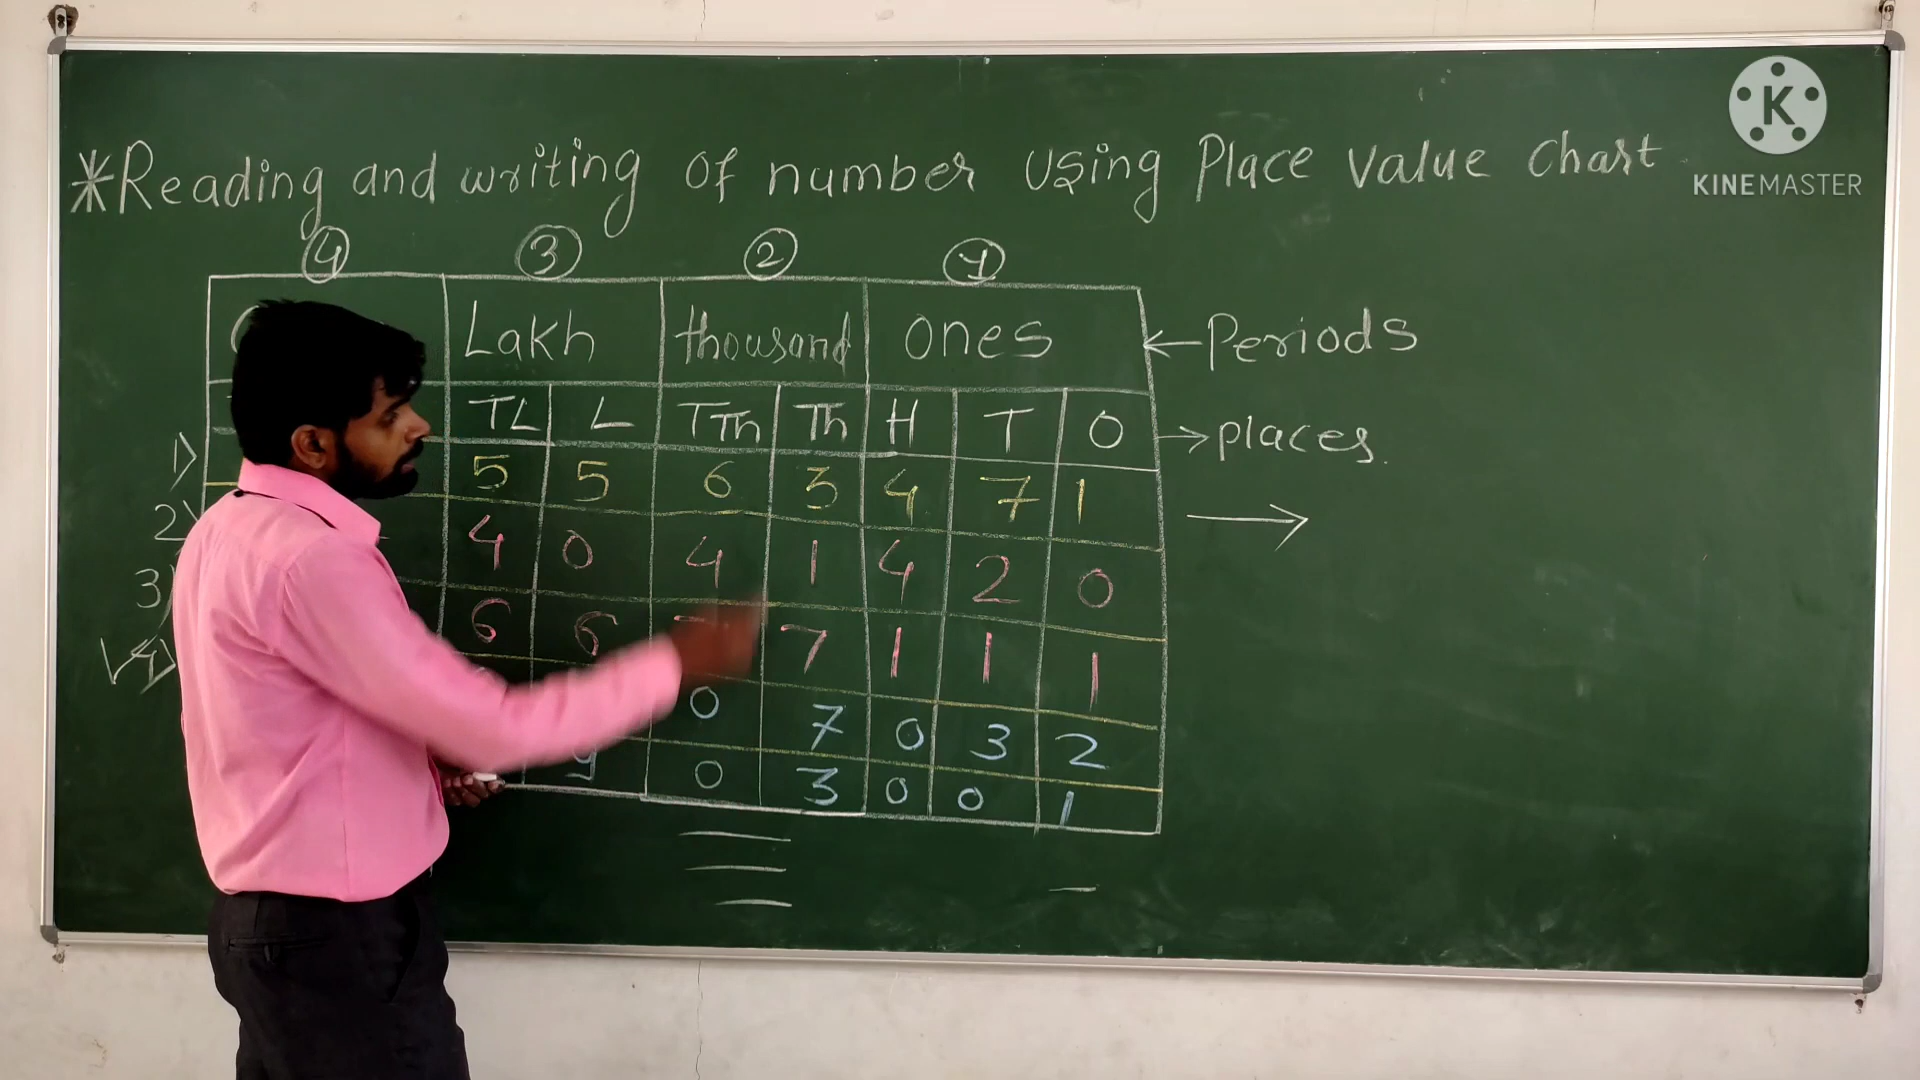 *Reading and writing of number using Place value chart
KINEMASTER
④ ③ ② ①
Lakh thousand ones ←Periods
TL L TTh Th H T O →places.
1) 5 5 6 3 4 7 1 →
2) 4 0 4 1 4 2 0
3) 6 6 7 1 1 1
4) 0 7 0 3 2
9 0 3 0 0 1